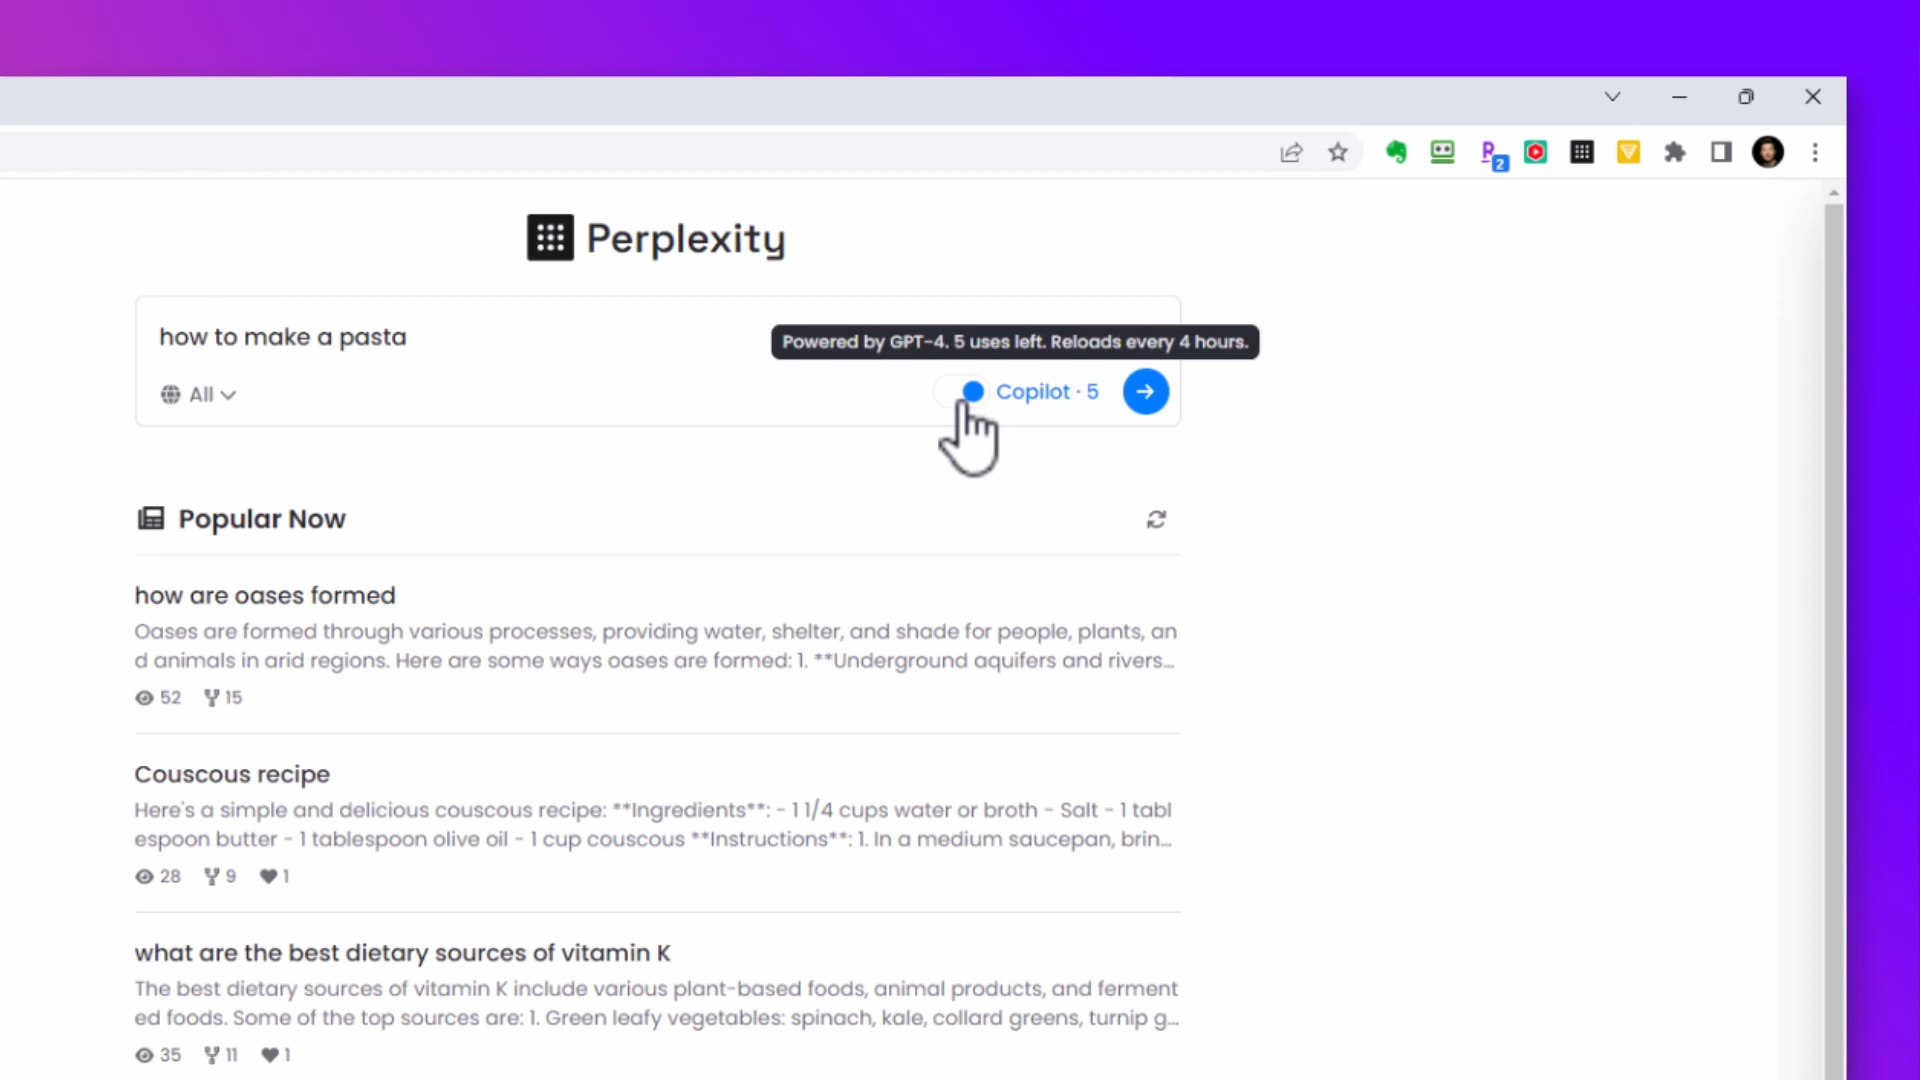 2
Perplexity
how to make a pasta
Powered by GPT-4. 5 uses left. Reloads every 4 hours.
All
Copilot · 5
Popular Now
how are oases formed
Oases are formed through various processes, providing water, shelter, and shade for people, plants, an
d animals in arid regions. Here are some ways oases are formed: 1. **Underground aquifers and rivers...
52 15
Couscous recipe
Here's a simple and delicious couscous recipe: **Ingredients**: - 1 1/4 cups water or broth - Salt - 1 tabl
espoon butter - 1 tablespoon olive oil - 1 cup couscous **Instructions**: 1. In a medium saucepan, brin...
28 9 1
what are the best dietary sources of vitamin K
The best dietary sources of vitamin K include various plant-based foods, animal products, and ferment
ed foods. Some of the top sources are: 1. Green leafy vegetables: spinach, kale, collard greens, turnip g...
35 11 1